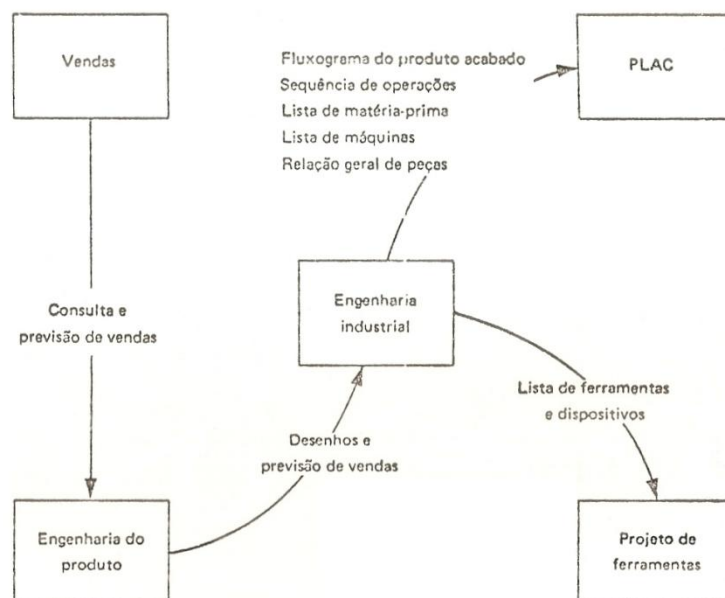 Vendas
Fluxograma do produto acabado
Sequência de operações
Lista de matéria-prima
Lista de máquinas
Relação geral de peças
PLAC
Consulta e
previsão de vendas
Engenharia
industrial
Lista de ferramentas
e dispositivos
Desenhos e
previsão de vendas
Engenharia do
produto
Projeto de
ferramentas